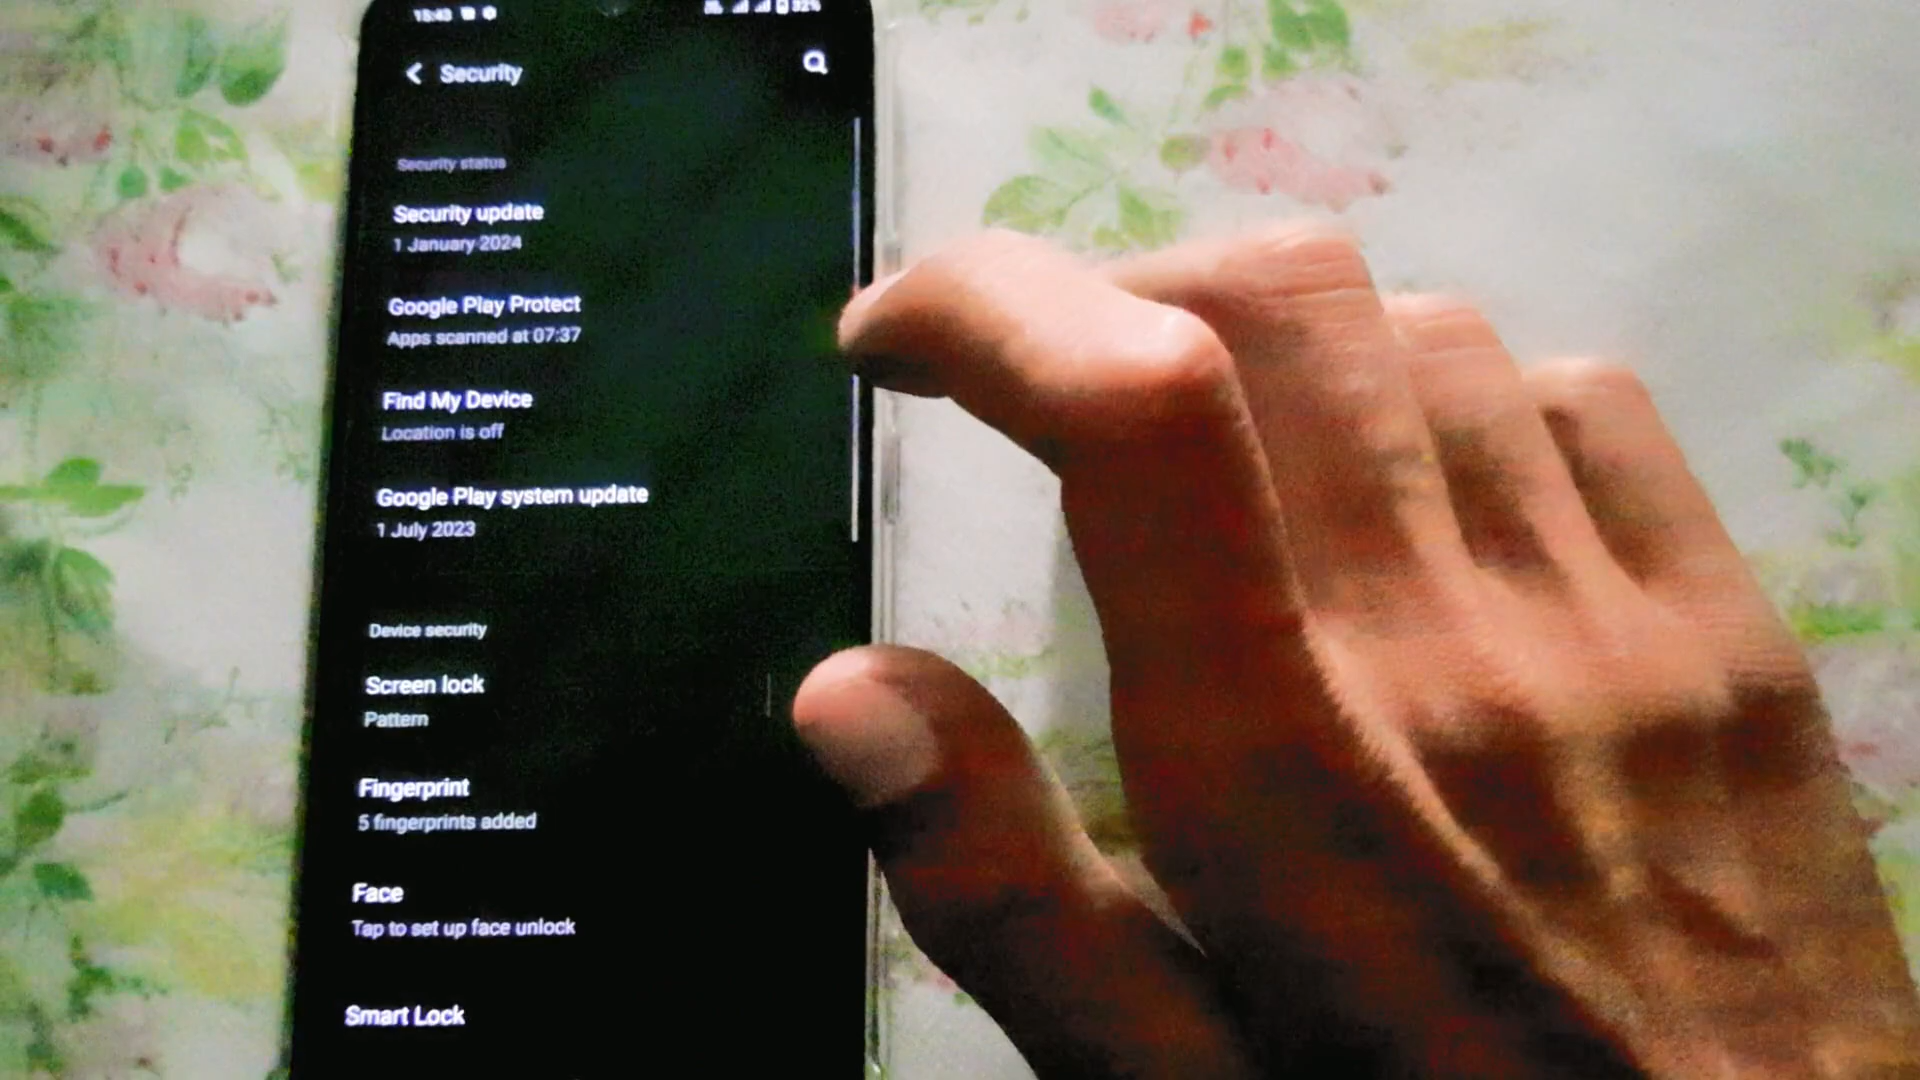 15:43 32%
Security
Security status
Security update
1 January 2024
Google Play Protect
Apps scanned at 07:37
Find My Device
Location is off
Google Play system update
1 July 2023
Device security
Screen lock
Pattern
Fingerprint
5 fingerprints added
Face
Tap to set up face unlock
Smart Lock